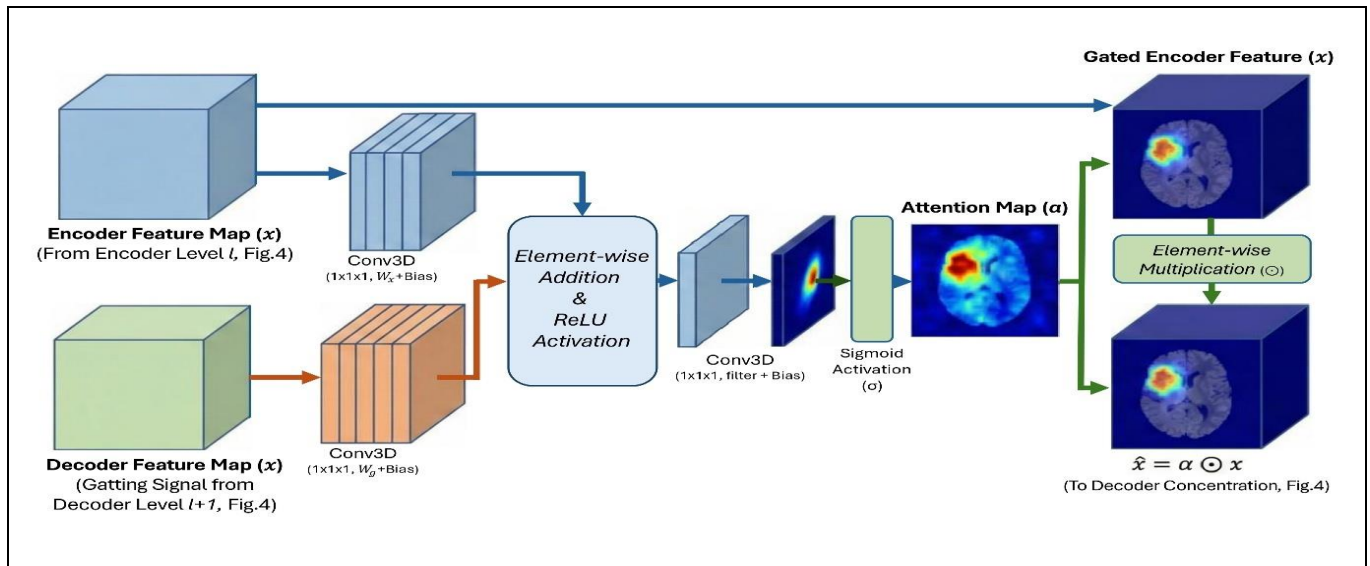 Gated Encoder Feature (x)
Encoder Feature Map (x)
(From Encoder Level l, Fig.4)
Conv3D
(1x1x1, Wx+Bias)
Element-wise
Addition
&
ReLU
Activation
Conv3D
(1x1x1, filter + Bias)
Sigmoid
Activation
(σ)
Attention Map (α)
Element-wise
Multiplication (⊙)
Decoder Feature Map (x)
(Gatting Signal from
Decoder Level l+1, Fig.4)
Conv3D
(1x1x1, Wg+Bias)
x̂ = α ⊙ x
(To Decoder Concentration, Fig.4)